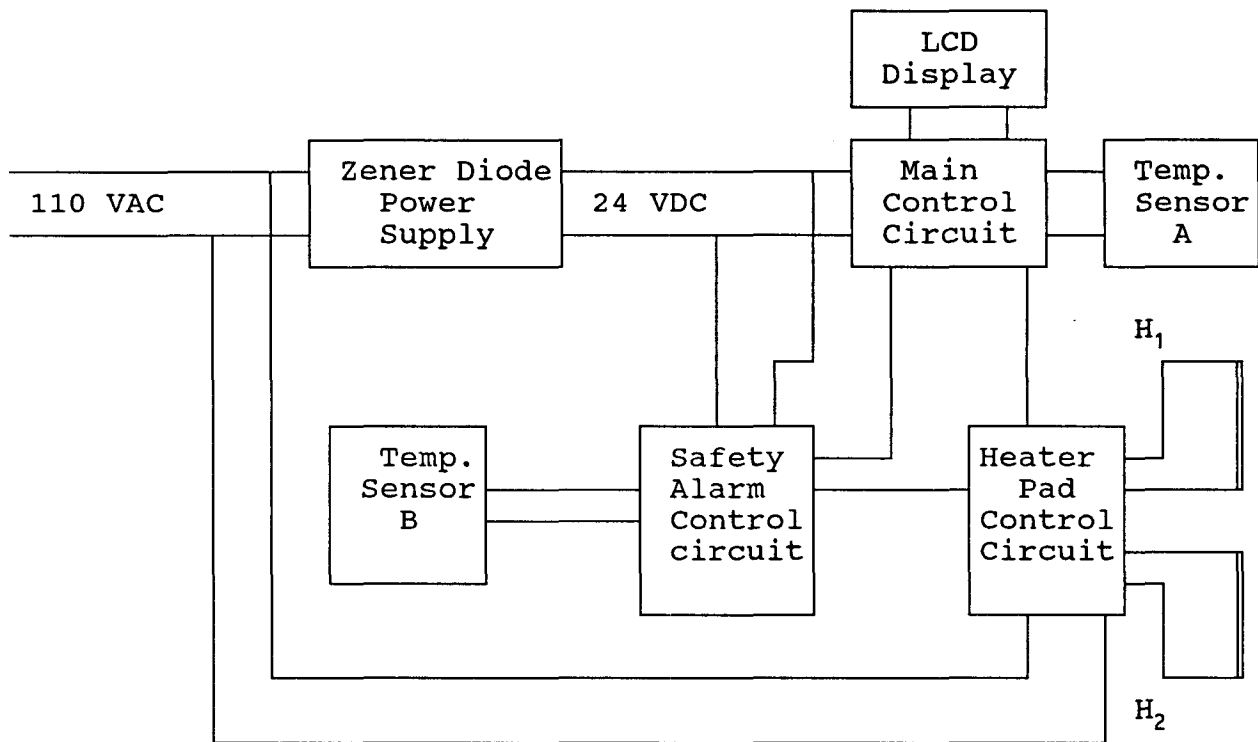 LCD
Display
110 VAC
Zener Diode
Power
Supply
24 VDC
Main
Control
Circuit
Temp.
Sensor
A
H1
Temp.
Sensor
B
Safety
Alarm
Control
circuit
Heater
Pad
Control
Circuit
H2